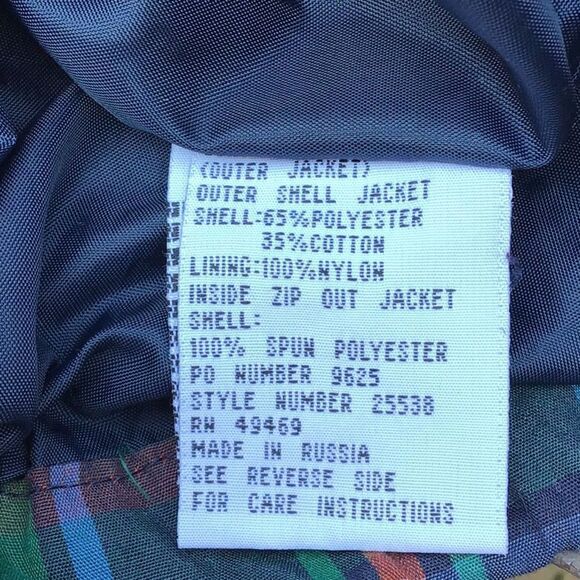 (OUTER JACKET)
OUTER SHELL JACKET
SHELL:65%POLYESTER
35%COTTON
LINING:100%NYLON
INSIDE ZIP OUT JACKET
SHELL:
100% SPUN POLYESTER
PO NUMBER 9625
STYLE NUMBER 25538
RN 49469
MADE IN RUSSIA
SEE REVERSE SIDE
FOR CARE INSTRUCTIONS